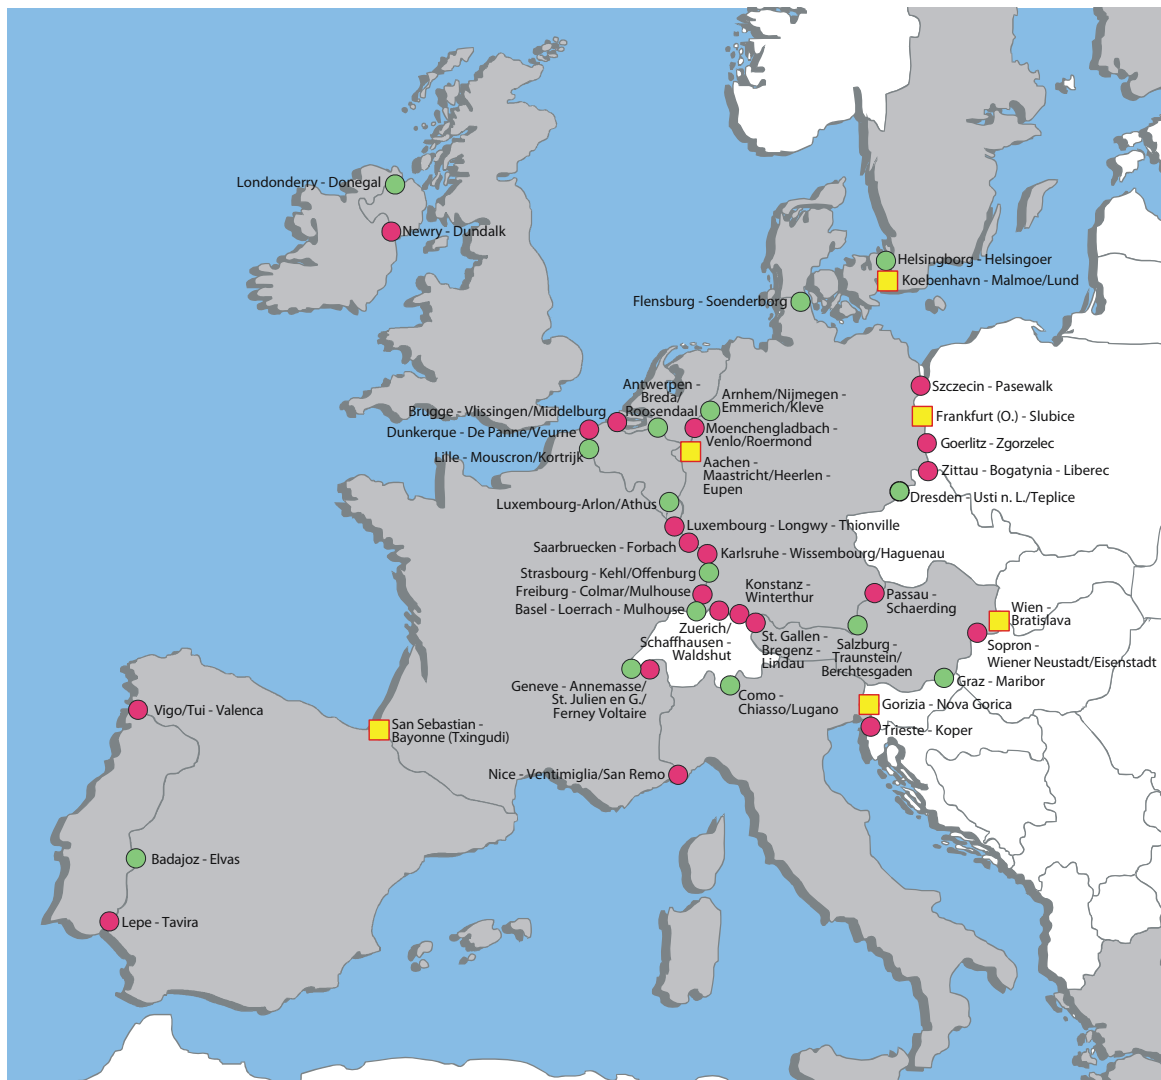 Londonderry - Donegal
Newry - Dundalk
Helsingborg - Helsingoer
Koebenhavn - Malmoe/Lund
Flensburg - Soenderborg
Szczecin - Pasewalk
Antwerpen -
Breda/
Roosendaal
Arnhem/Nijmegen -
Emmerich/Kleve
Brugge - Vlissingen/Middelburg
Frankfurt (O.) - Slubice
Dunkerque - De Panne/Veurne
Moenchengladbach -
Venlo/Roermond
Goerlitz - Zgorzelec
Lille - Mouscron/Kortrijk
Aachen -
Maastricht/Heerlen -
Eupen
Zittau - Bogatynia - Liberec
Dresden - Usti n. L./Teplice
Luxembourg-Arlon/Athus
Luxembourg - Longwy - Thionville
Saarbruecken - Forbach
Karlsruhe - Wissembourg/Haguenau
Strasbourg - Kehl/Offenburg
Freiburg - Colmar/Mulhouse
Konstanz -
Winterthur
Passau -
Schaerding
Basel - Loerrach - Mulhouse
Wien -
Bratislava
Zuerich/
Schaffhausen -
Waldshut
St. Gallen -
Bregenz -
Lindau
Salzburg -
Traunstein/
Berchtesgaden
Sopron -
Wiener Neustadt/Eisenstadt
Graz - Maribor
Geneve - Annemasse/
St. Julien en G./
Ferney Voltaire
Como -
Chiasso/Lugano
Gorizia - Nova Gorica
Trieste - Koper
Vigo/Tui - Valenca
San Sebastian -
Bayonne (Txingudi)
Nice - Ventimiglia/San Remo
Badajoz - Elvas
Lepe - Tavira